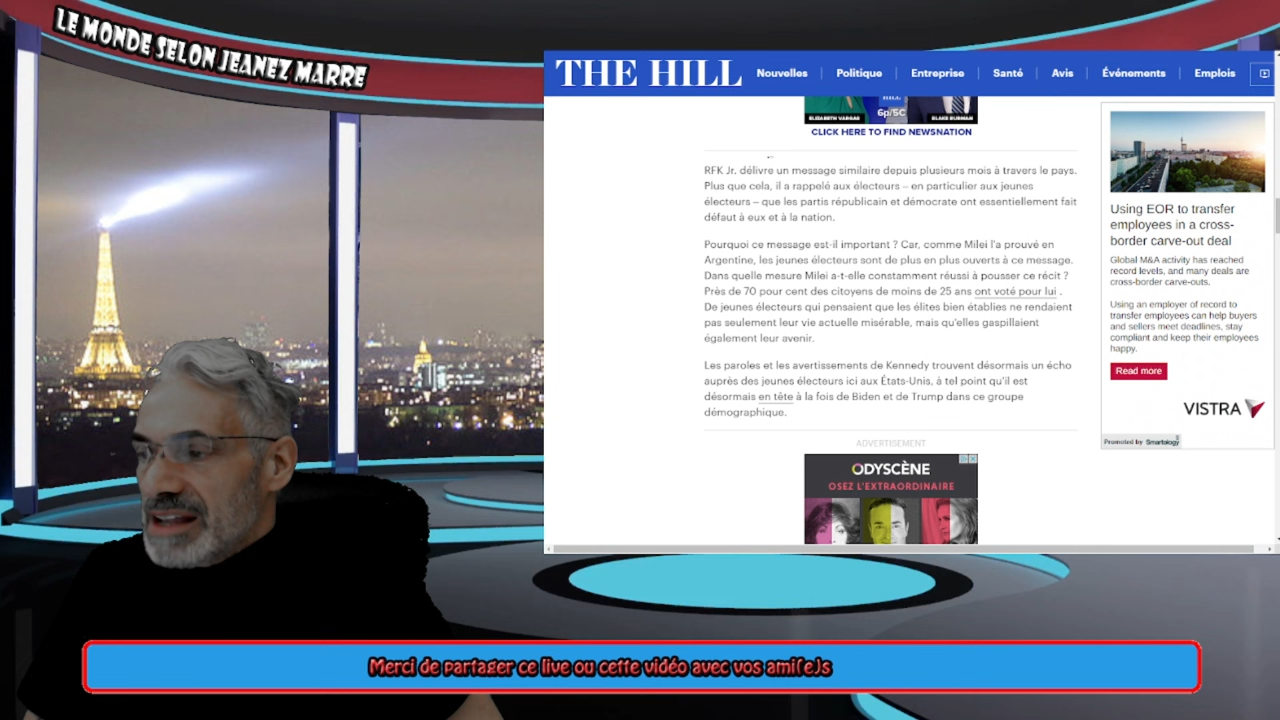 LE MONDE SELON JEANEZ MARRE
THE HILL
Nouvelles
Politique
Entreprise
Santé
Avis
Événements
Emplois
ELIZABETH VARGAS
6p/5C
BLAKE BURMAN
CLICK HERE TO FIND NEWSNATION
RFK Jr. délivre un message similaire depuis plusieurs mois à travers le pays.
Plus que cela, il a rappelé aux électeurs – en particulier aux jeunes
électeurs – que les partis républicain et démocrate ont essentiellement fait
défaut à eux et à la nation.
Pourquoi ce message est-il important ? Car, comme Milei l'a prouvé en
Argentine, les jeunes électeurs sont de plus en plus ouverts à ce message.
Dans quelle mesure Milei a-t-elle constamment réussi à pousser ce récit ?
Près de 70 pour cent des citoyens de moins de 25 ans ont voté pour lui .
De jeunes électeurs qui pensaient que les élites bien établies ne rendaient
pas seulement leur vie actuelle misérable, mais qu'elles gaspillaient
également leur avenir.
Les paroles et les avertissements de Kennedy trouvent désormais un écho
auprès des jeunes électeurs ici aux États-Unis, à tel point qu'il est
désormais en tête à la fois de Biden et de Trump dans ce groupe
démographique.
ADVERTISEMENT
ODYSCÈNE
OSEZ L'EXTRAORDINAIRE
Using EOR to transfer
employees in a cross-
border carve-out deal
Global M&A activity has reached
record levels, and many deals are
cross-border carve-outs.
Using an employer of record to
transfer employees can help buyers
and sellers meet deadlines, stay
compliant and keep their employees
happy.
Read more
VISTRA
Promoted by Smartology
Merci de partager ce live ou cette vidéo avec vos ami(e)s